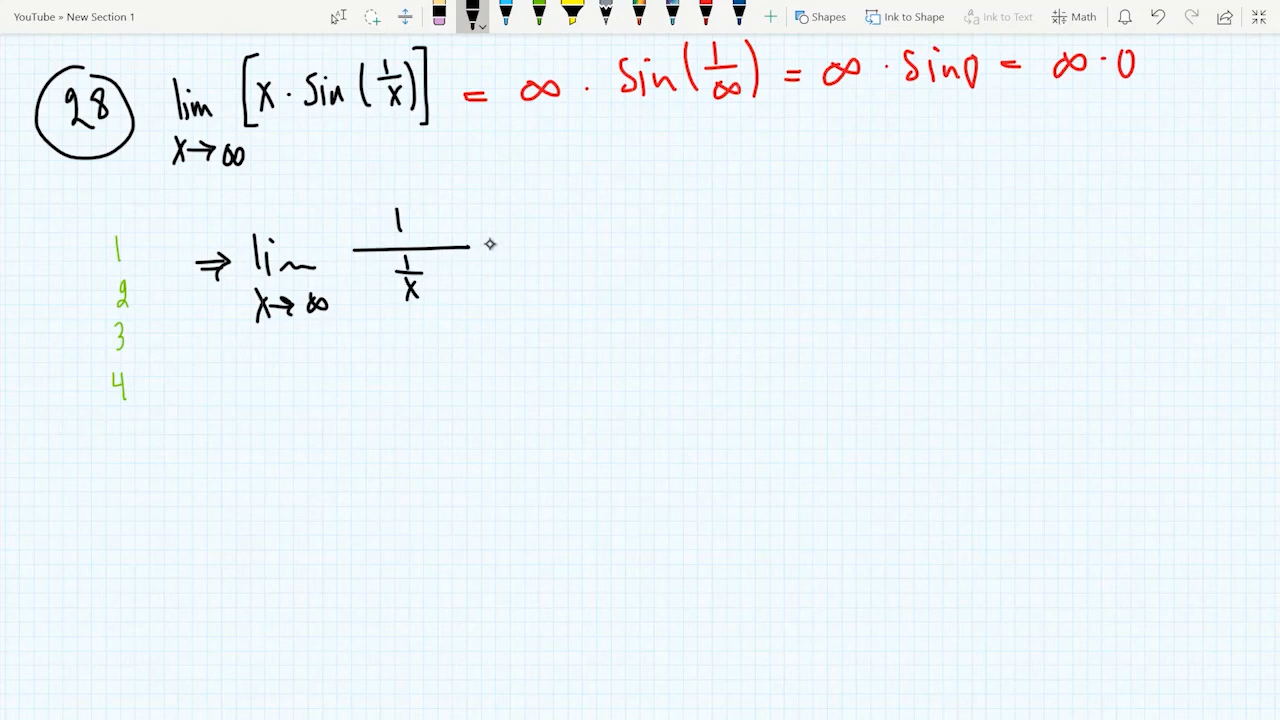 YouTube » New Section 1 Shapes Ink to Shape Ink to Text Math
28 lim x→∞ [x · sin(1/x)] = ∞ · sin(1/∞) = ∞ · sin0 = ∞ · 0
1
2
3
4
⇒ lim x→∞ 1/(1/x)